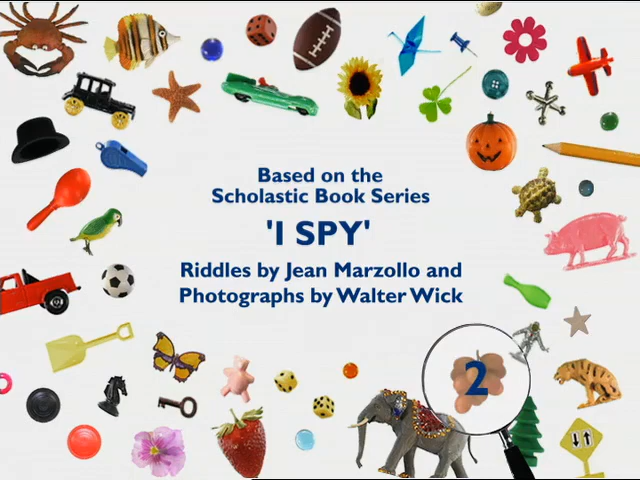 Based on the
Scholastic Book Series
'I SPY'
Riddles by Jean Marzollo and
Photographs by Walter Wick
2